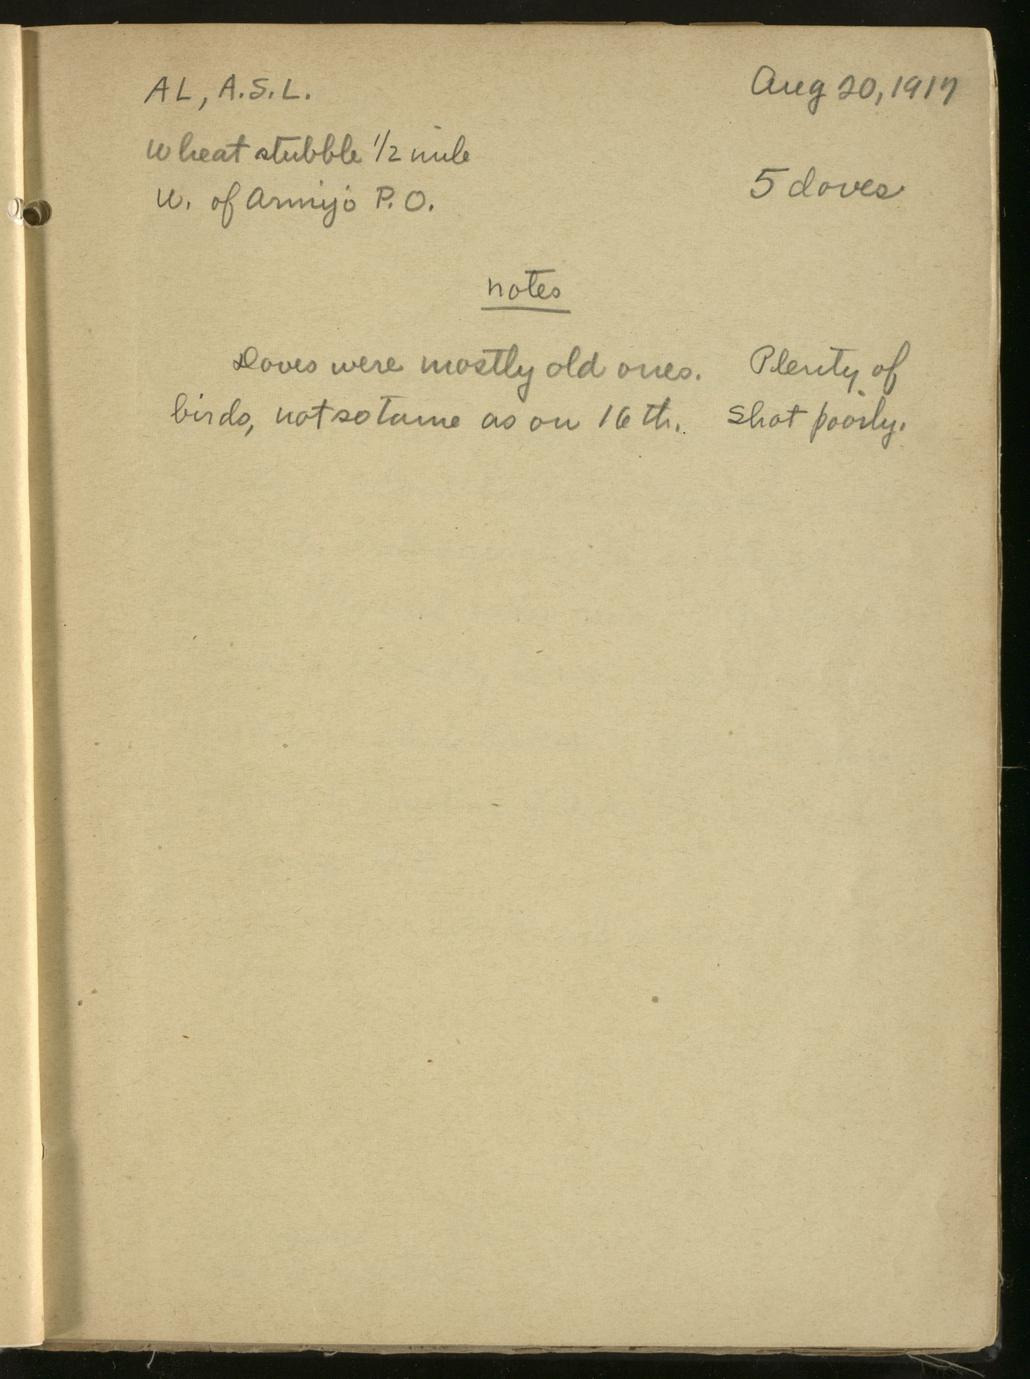 AL, A.S.L.
Aug 20, 1917
Wheat stubble 1/2 mile
W. of Armijo P.O.
5 doves
notes
Doves were mostly old ones. Plenty of
birds, not so tame as on 16th. Shot poorly.